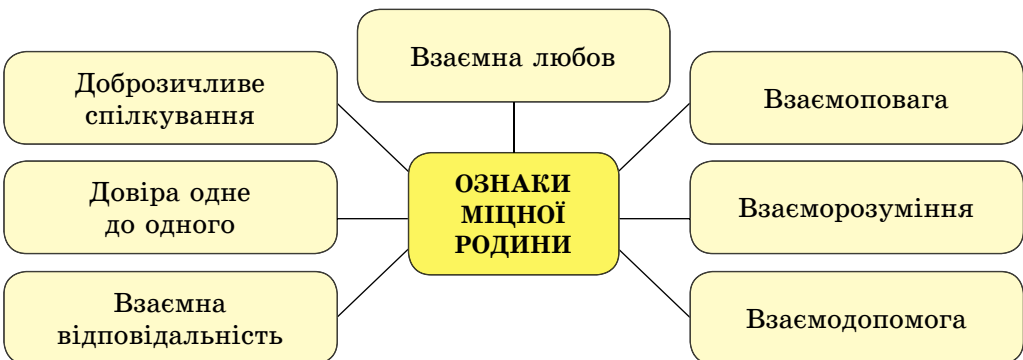 Взаємна любов
Доброзичливе
спілкування
Взаємоповага
ОЗНАКИ
МІЦНОЇ
РОДИНИ
Довіра одне
до одного
Взаєморозуміння
Взаємна
відповідальність
Взаємодопомога